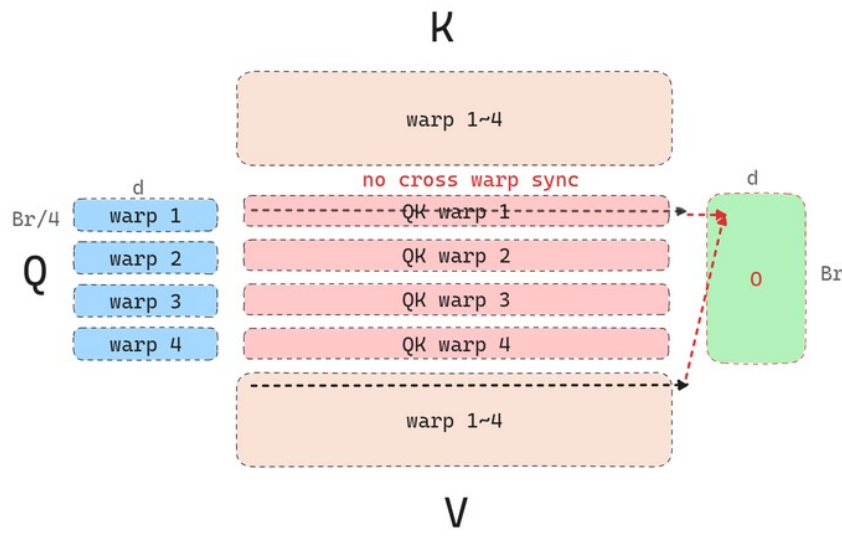 K
warp 1~4
no cross warp sync
d
d
Br/4
warp 1
QK warp 1
warp 2
QK warp 2
Q
warp 3
QK warp 3
O
Br
warp 4
QK warp 4
warp 1~4
V